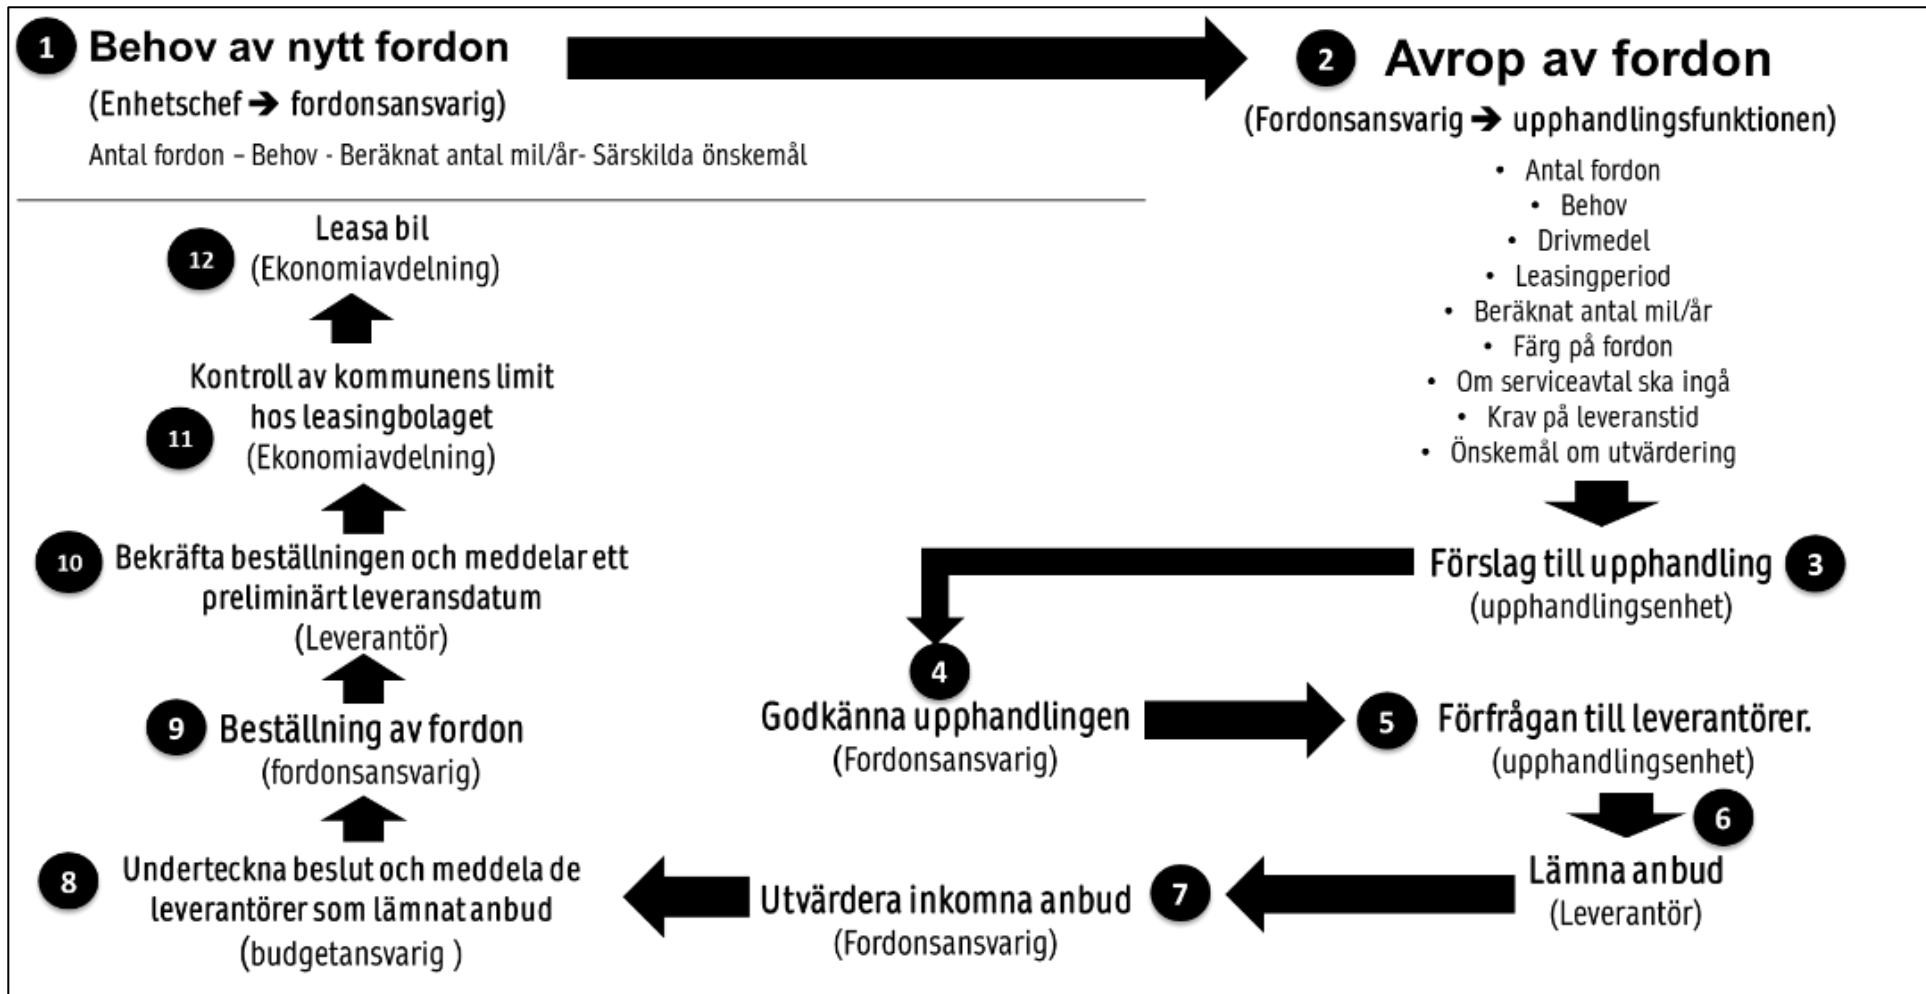 1 Behov av nytt fordon
(Enhetschef ➔ fordonsansvarig)
Antal fordon – Behov - Beräknat antal mil/år- Särskilda önskemål
2 Avrop av fordon
(Fordonsansvarig ➔ upphandlingsfunktionen)
• Antal fordon
• Behov
• Drivmedel
• Leasingperiod
• Beräknat antal mil/år
• Färg på fordon
• Om serviceavtal ska ingå
• Krav på leveranstid
• Önskemål om utvärdering
Förslag till upphandling 3
(upphandlingsenhet)
4
Godkänna upphandlingen
(Fordonsansvarig)
5 Förfrågan till leverantörer.
(upphandlingsenhet)
6
Lämna anbud
(Leverantör)
Utvärdera inkomna anbud 7
(Fordonsansvarig)
8 Underteckna beslut och meddela de
leverantörer som lämnat anbud
(budgetansvarig )
9 Beställning av fordon
(fordonsansvarig)
10 Bekräfta beställningen och meddelar ett
preliminärt leveransdatum
(Leverantör)
Kontroll av kommunens limit
11 hos leasingbolaget
(Ekonomiavdelning)
12 Leasa bil
(Ekonomiavdelning)